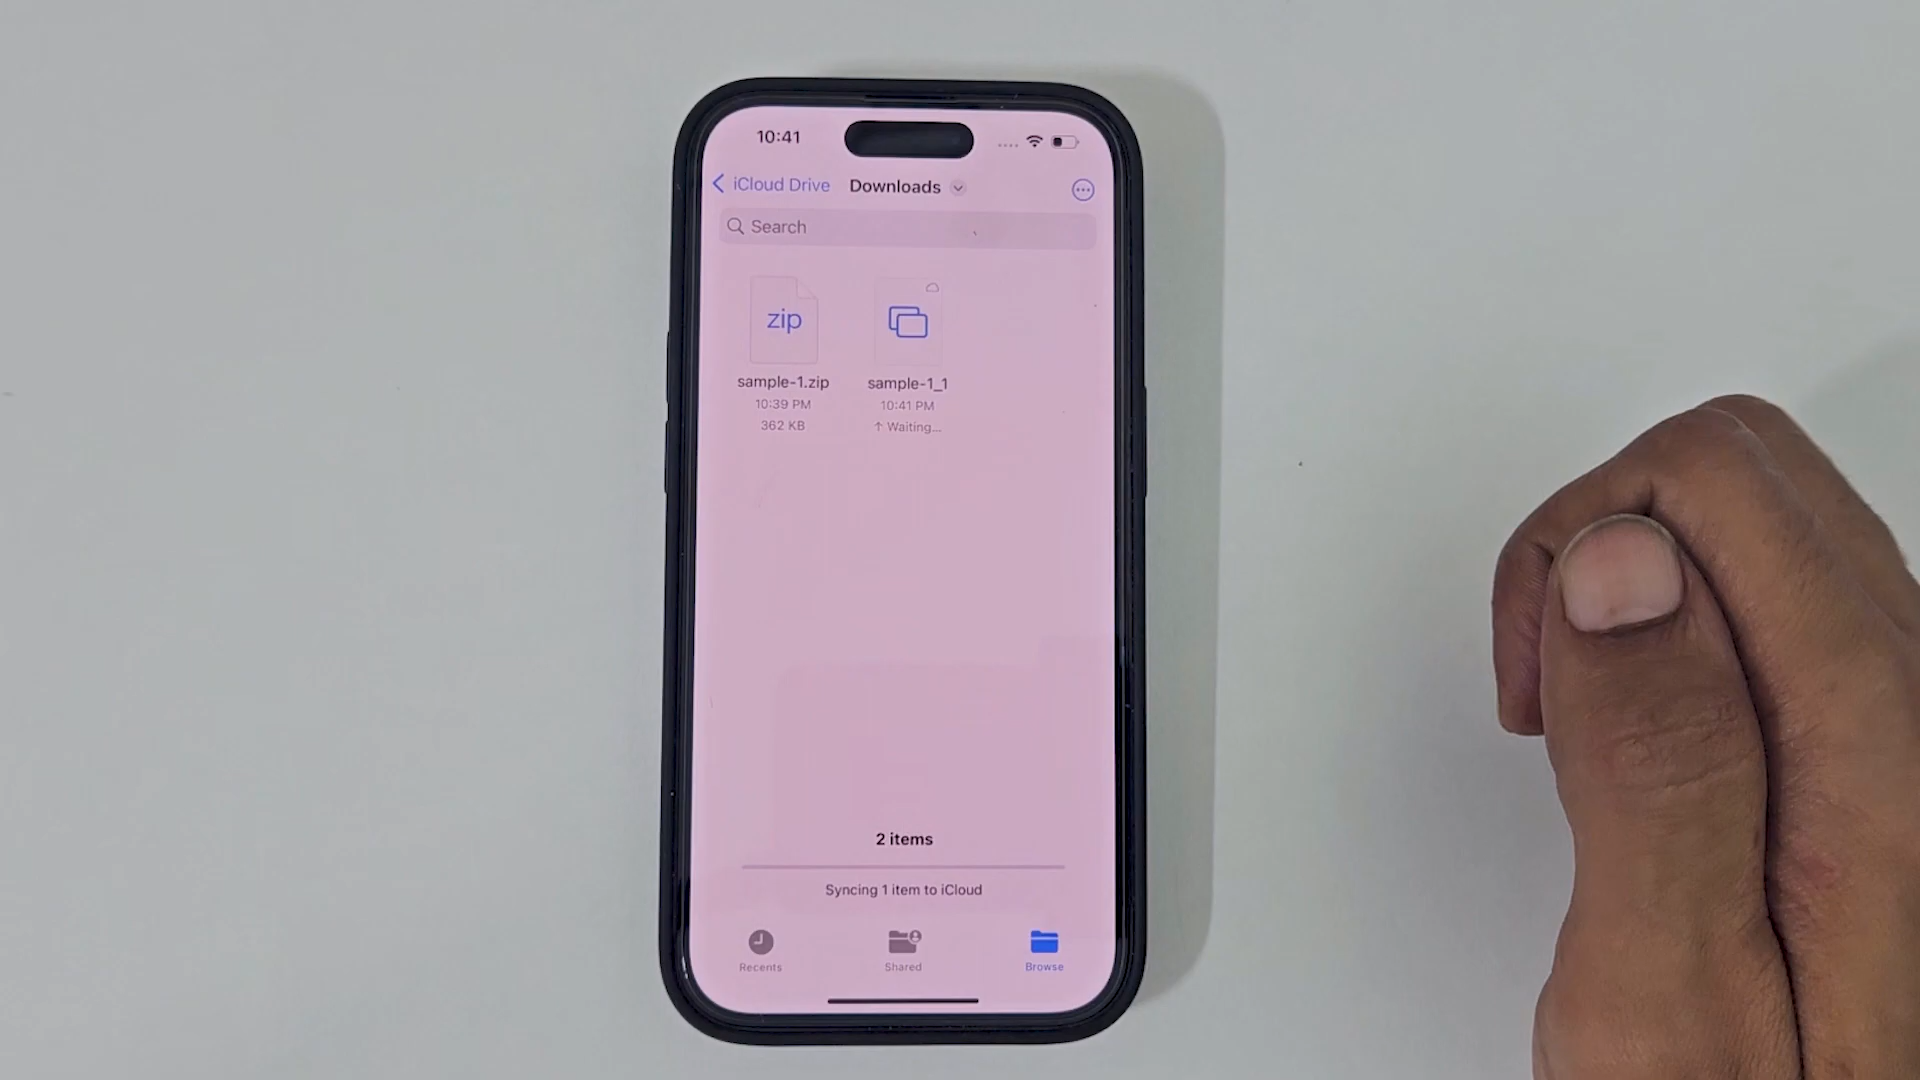 10:41
iCloud Drive Downloads
Search
zip
sample-1.zip
10:39 PM
362 KB
sample-1_1
10:41 PM
↑ Waiting...
2 items
Syncing 1 item to iCloud
Recents
Shared
Browse